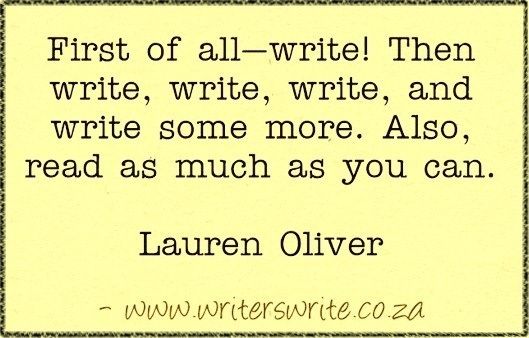 First of all—write! Then
write, write, write, and
write some more. Also,
read as much as you can.
Lauren Oliver
- www.writerswrite.co.za